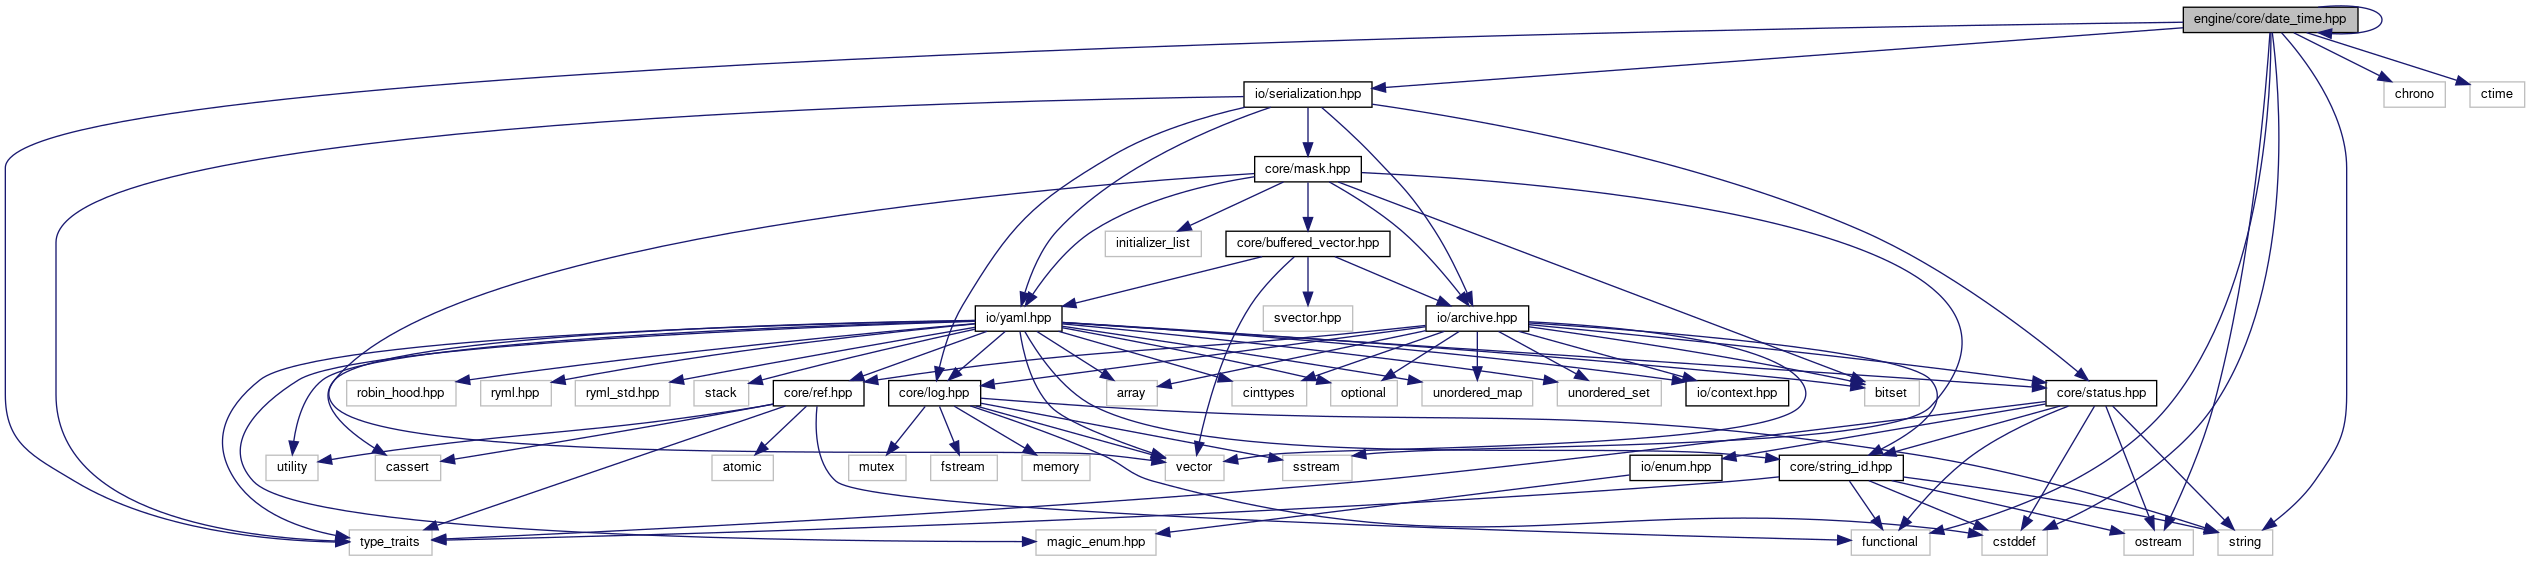 engine/core/date_time.hpp
io/serialization.hpp
chrono
ctime
core/mask.hpp
initializer_list
core/buffered_vector.hpp
io/yaml.hpp
svector.hpp
io/archive.hpp
robin_hood.hpp
ryml.hpp
ryml_std.hpp
stack
core/ref.hpp
core/log.hpp
array
cinttypes
optional
unordered_map
unordered_set
io/context.hpp
bitset
core/status.hpp
utility
cassert
atomic
mutex
fstream
memory
vector
sstream
io/enum.hpp
core/string_id.hpp
type_traits
magic_enum.hpp
functional
cstddef
ostream
string